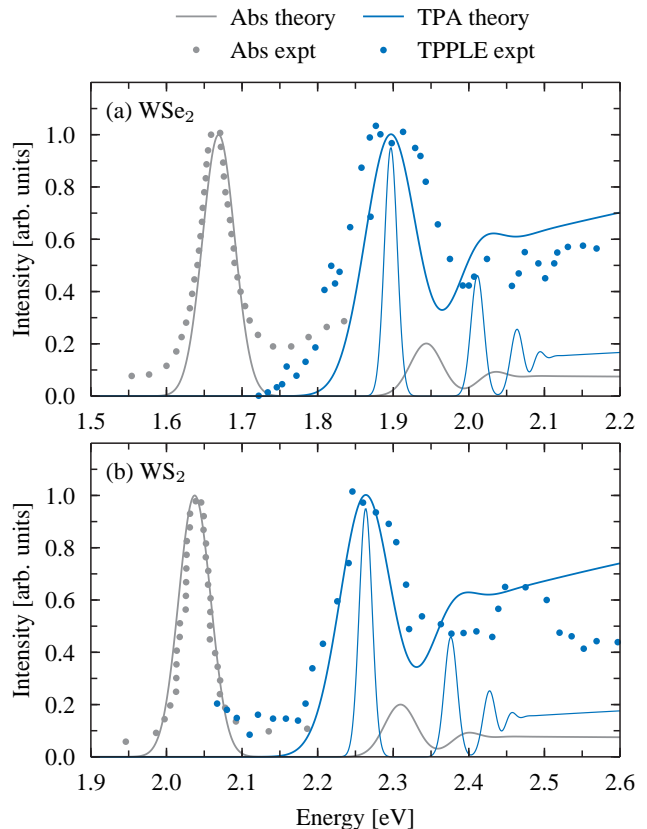 Abs theory TPA theory
Abs expt TPPLE expt
(a) WSe₂
Intensity [arb. units]
1.0
0.8
0.6
0.4
0.2
0.0
1.5 1.6 1.7 1.8 1.9 2.0 2.1 2.2
(b) WS₂
Intensity [arb. units]
1.0
0.8
0.6
0.4
0.2
0.0
1.9 2.0 2.1 2.2 2.3 2.4 2.5 2.6
Energy [eV]